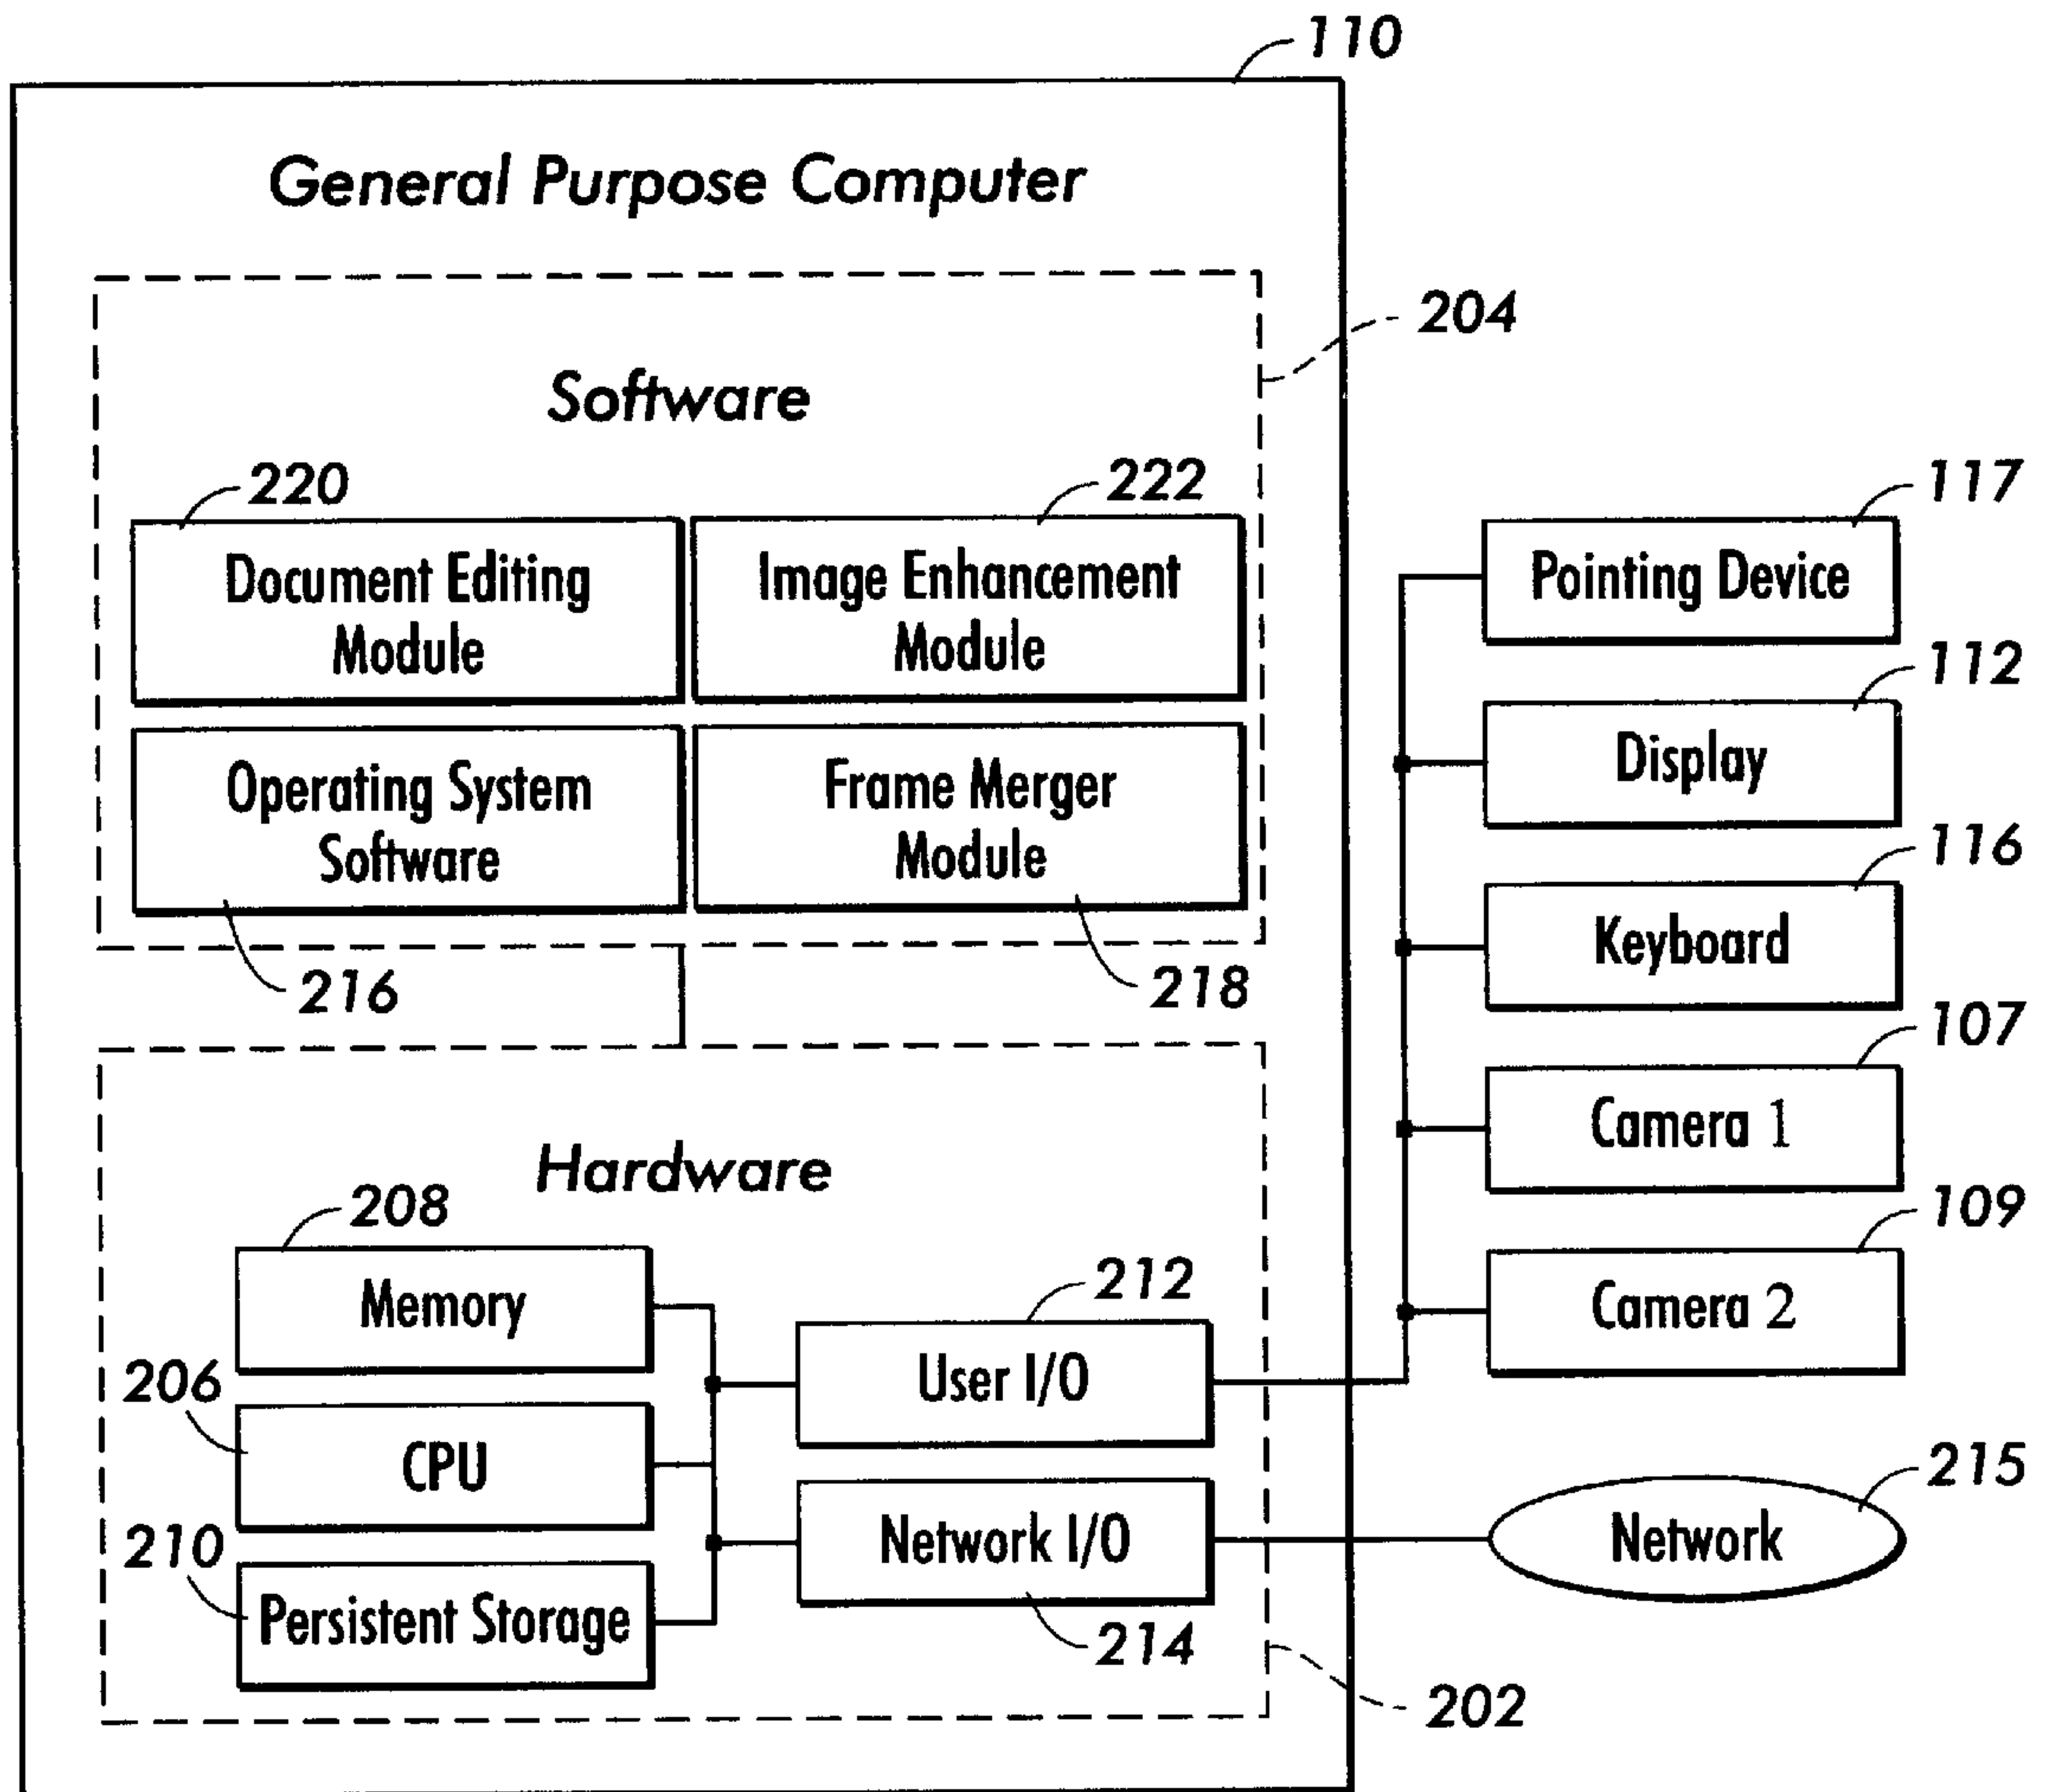 110
General Purpose Computer
204
Software
220
222
Document Editing
Module
Image Enhancement
Module
Operating System
Software
Frame Merger
Module
216
218
117
Pointing Device
112
Display
116
Keyboard
107
Camera 1
109
Camera 2
Hardware
208
Memory
212
User I/O
206
CPU
Network I/O
215
Network
210
Persistent Storage
214
202